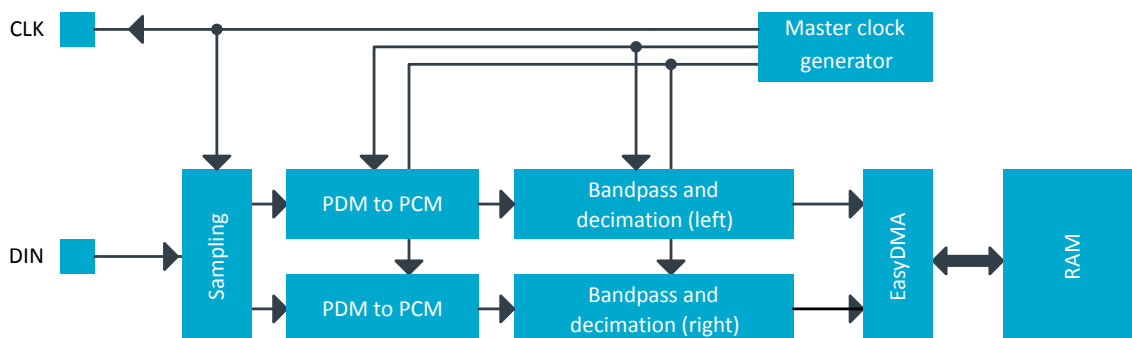 CLK
Master clock
generator
DIN
Sampling
PDM to PCM
Bandpass and
decimation (left)
PDM to PCM
Bandpass and
decimation (right)
EasyDMA
RAM